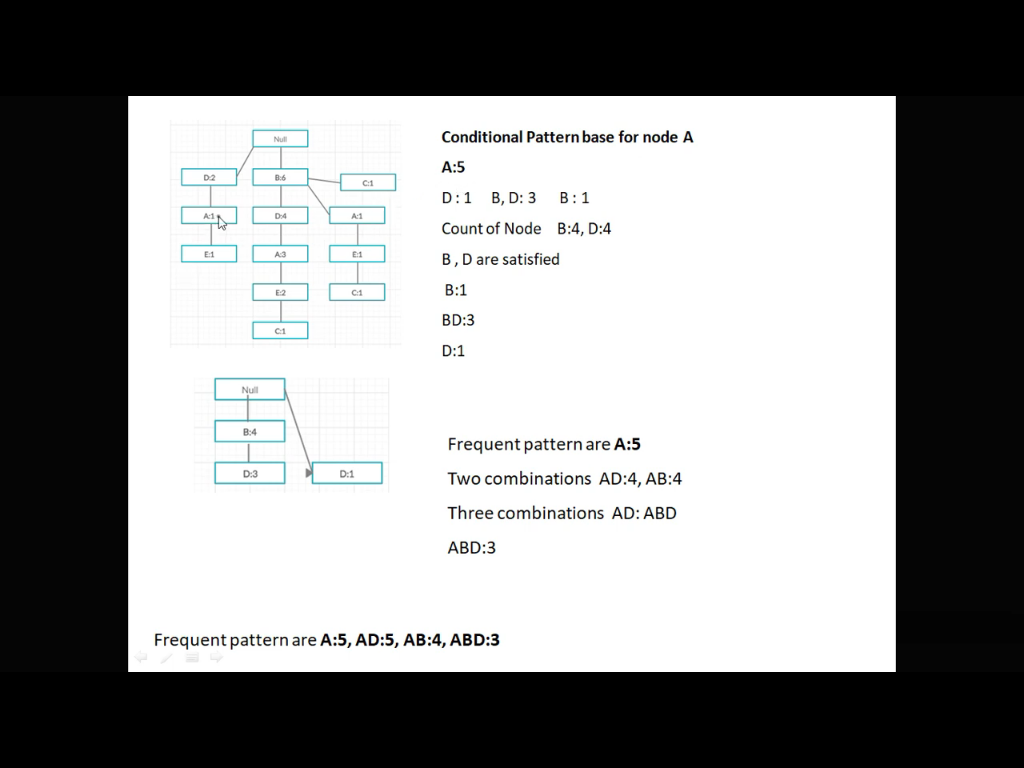 Null
D:2
B:6
C:1
A:1
D:4
A:1
E:1
A:3
E:1
E:2
C:1
C:1
Conditional Pattern base for node A
A:5
D : 1 B, D: 3 B : 1
Count of Node B:4, D:4
B , D are satisfied
B:1
BD:3
D:1
Null
B:4
D:3
D:1
Frequent pattern are A:5
Two combinations AD:4, AB:4
Three combinations AD: ABD
ABD:3
Frequent pattern are A:5, AD:5, AB:4, ABD:3